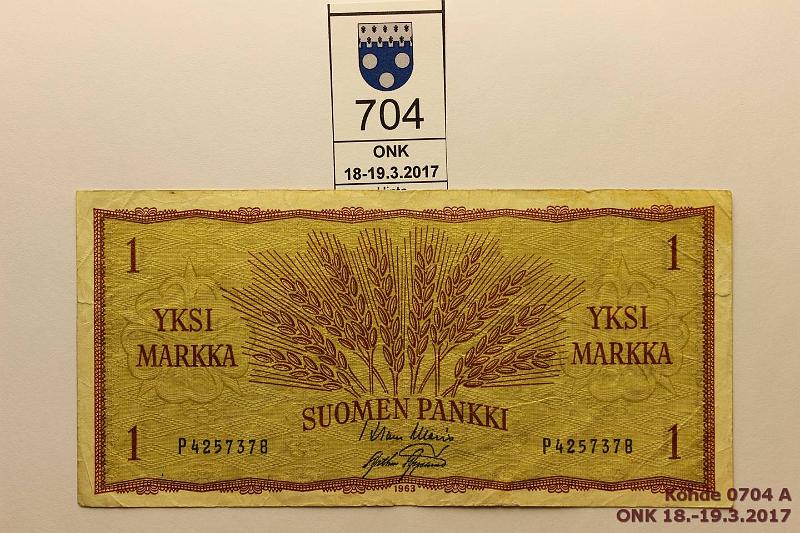 704
ONK
18-19.3.2017
1
1
YKSI
MARKKA
YKSI
MARKKA
SUOMEN PANKKI
1
P4257378
P4257378
1
1963
Kohde 0704 A
ONK 18.-19.3.2017